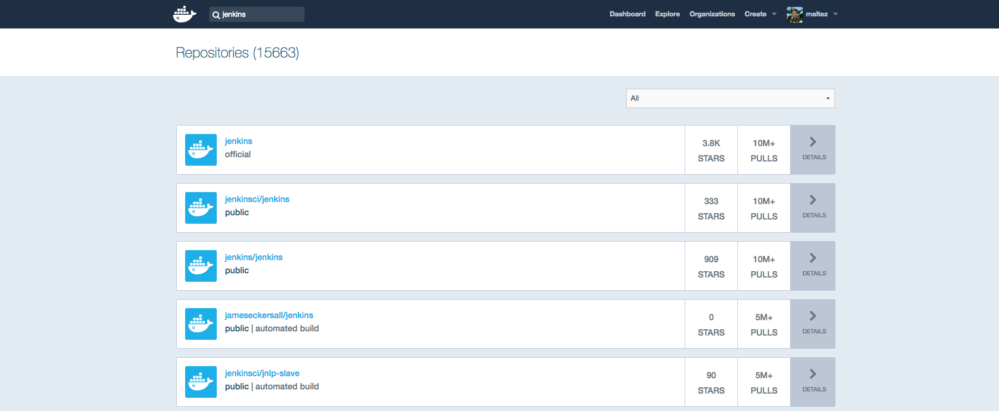 jenkins
Dashboard Explore Organizations Create maltez
Repositories (15663)
All
jenkins
official
3.8K
STARS
10M+
PULLS
DETAILS
jenkinsci/jenkins
public
333
STARS
10M+
PULLS
DETAILS
jenkins/jenkins
public
909
STARS
10M+
PULLS
DETAILS
jameseckersall/jenkins
public | automated build
0
STARS
5M+
PULLS
DETAILS
jenkinsci/jnlp-slave
public | automated build
90
STARS
5M+
PULLS
DETAILS